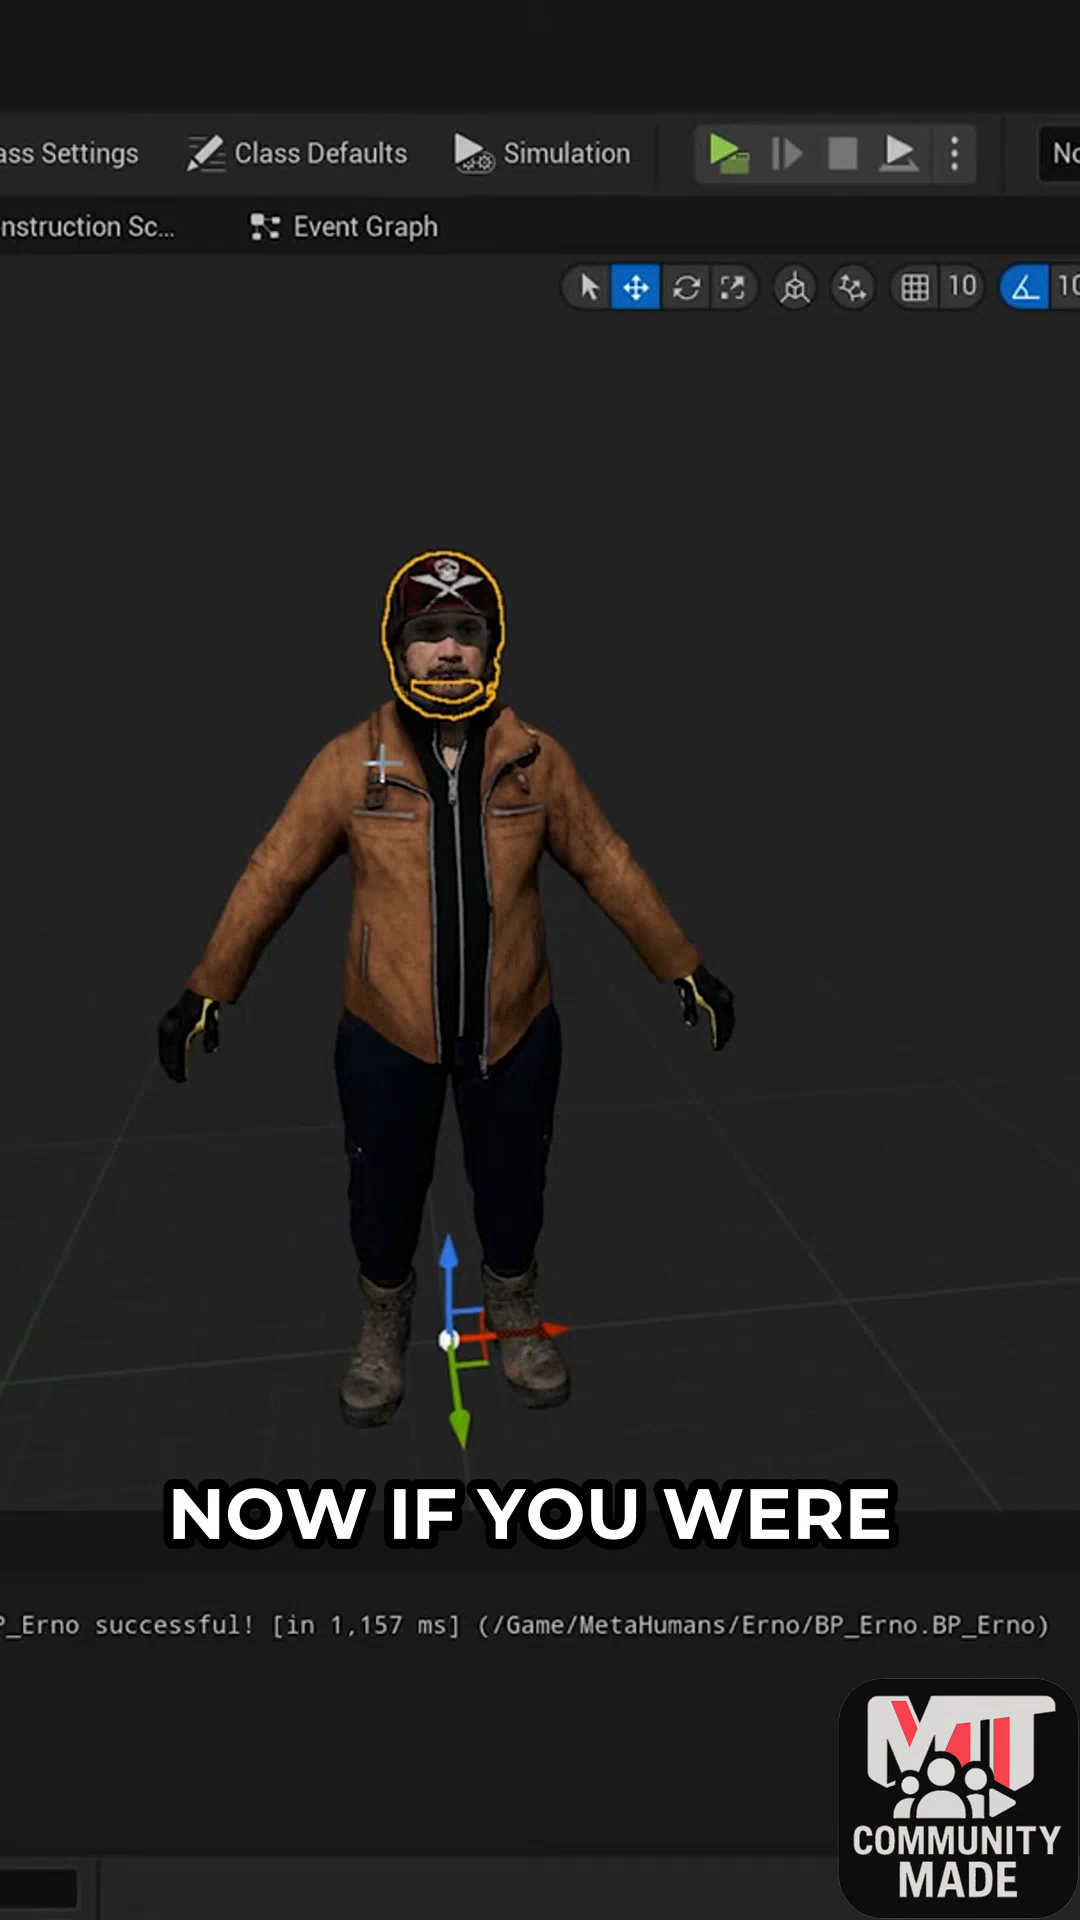 ass Settings
Class Defaults
Simulation
No
nstruction Sc...
Event Graph
10
10
NOW IF YOU WERE
P_Erno successful! [in 1,157 ms] (/Game/MetaHumans/Erno/BP_Erno.BP_Erno)
COMMUNITY
MADE